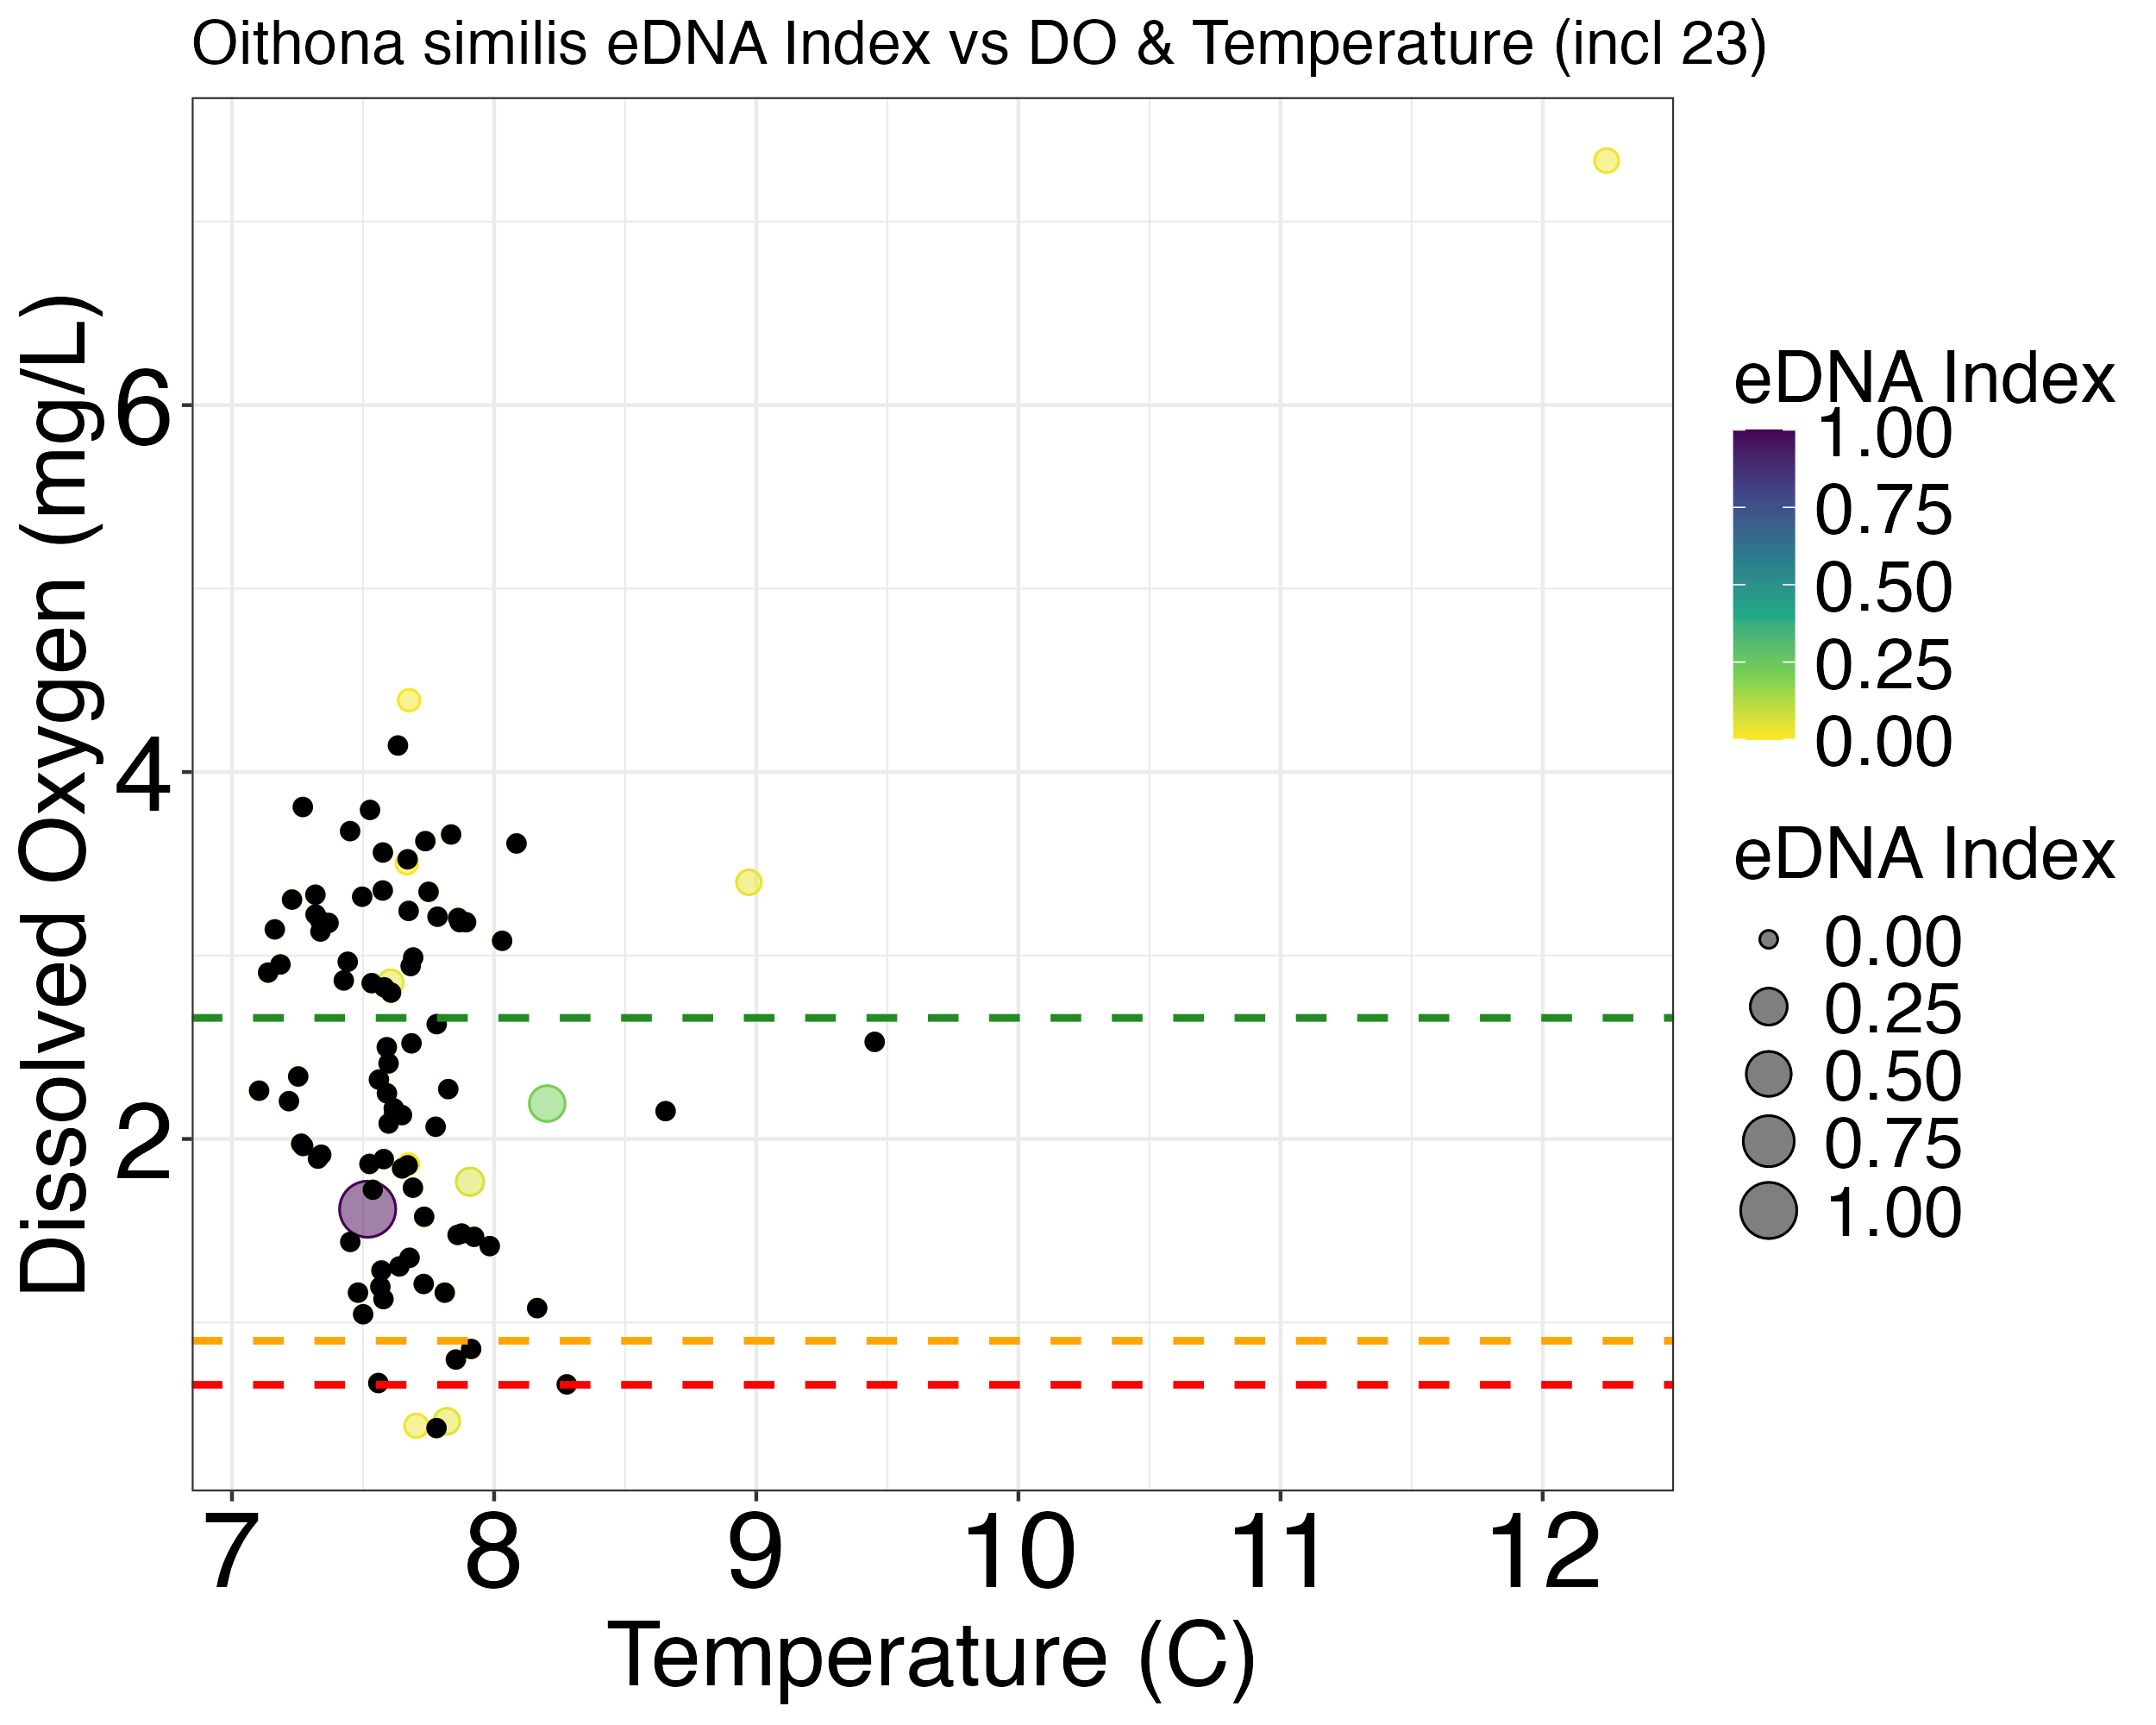 Oithona similis eDNA Index vs DO & Temperature (incl 23)
Dissolved Oxygen (mg/L)
6
4
2
7 8 9 10 11 12
Temperature (C)
eDNA Index
1.00
0.75
0.50
0.25
0.00
eDNA Index
0.00
0.25
0.50
0.75
1.00